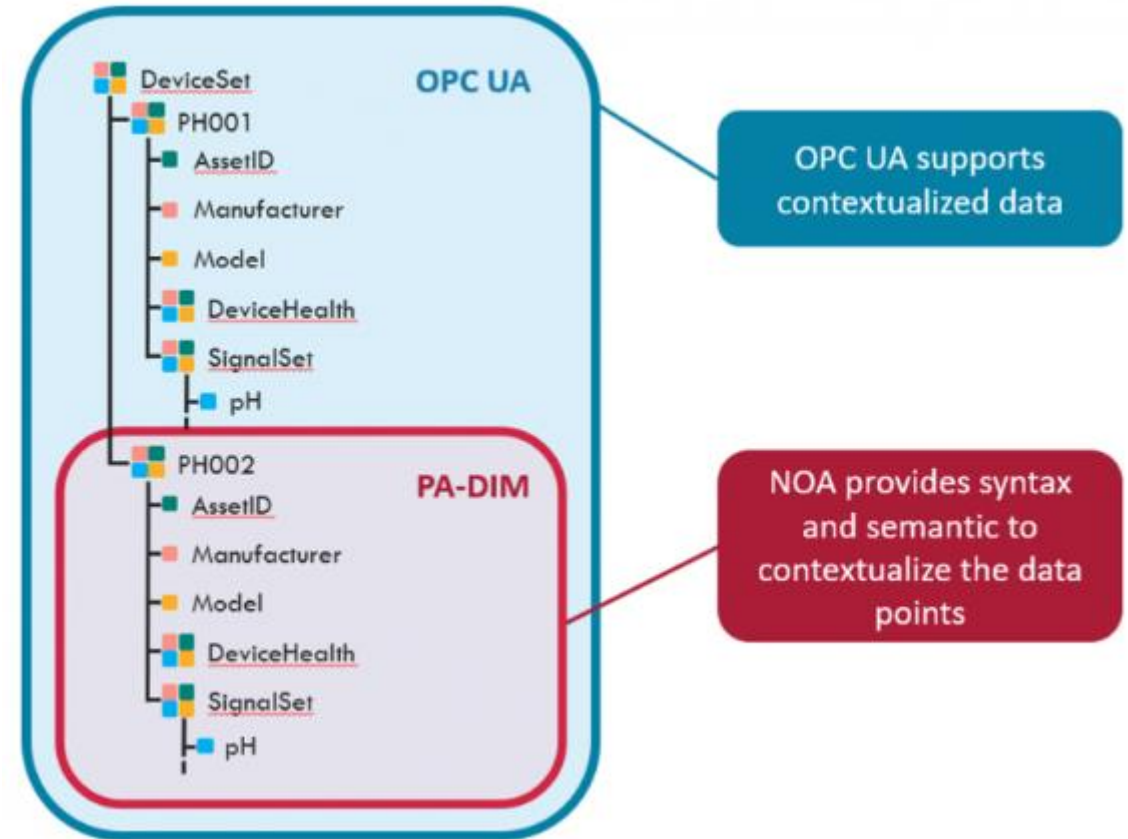 DeviceSet
OPC UA
PH001
AssetID
Manufacturer
Model
DeviceHealth
SignalSet
pH
OPC UA supports
contextualized data
PH002
PA-DIM
AssetID
Manufacturer
Model
DeviceHealth
SignalSet
pH
NOA provides syntax
and semantic to
contextualize the data
points